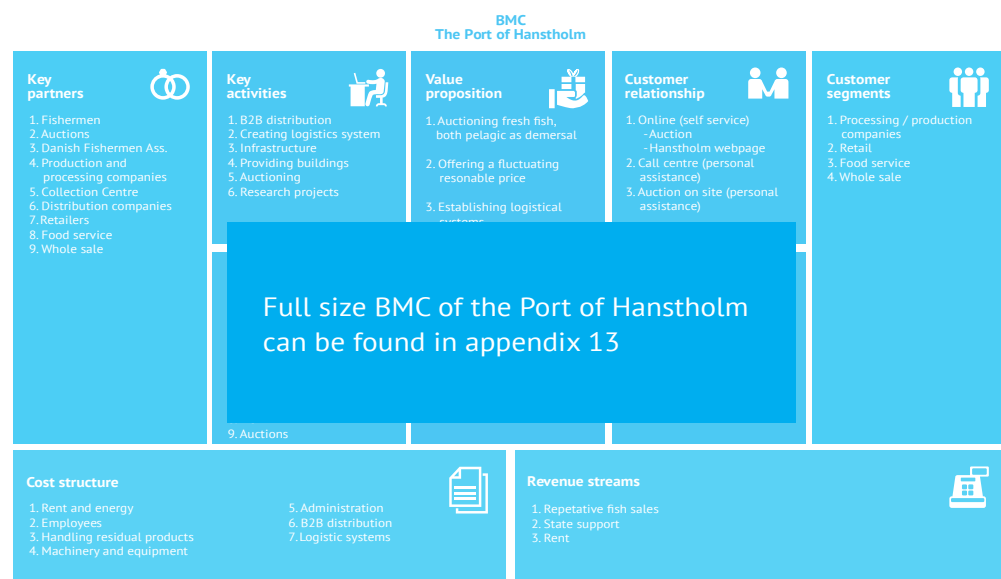 BMC
The Port of Hanstholm
Key
partners
1. Fishermen
2. Auctions
3. Danish Fishermen Ass.
4. Production and
processing companies
5. Collection Centre
6. Distribution companies
7. Retailers
8. Food service
9. Whole sale
Key
activities
1. B2B distribution
2. Creating logistics system
3. Infrastructure
4. Providing buildings
5. Auctioning
6. Research projects
Value
proposition
1. Auctioning fresh fish,
both pelagic as demersal
2. Offering a fluctuating
resonable price
3. Establishing logistical
systems
Customer
relationship
1. Online (self service)
- Auction
- Hanstholm webpage
2. Call centre (personal
assistance)
3. Auction on site (personal
assistance)
Customer
segments
1. Processing / production
companies
2. Retail
3. Food service
4. Whole sale
Full size BMC of the Port of Hanstholm
can be found in appendix 13
9. Auctions
Cost structure
1. Rent and energy
2. Employees
3. Handling residual products
4. Machinery and equipment
5. Administration
6. B2B distribution
7. Logistic systems
Revenue streams
1. Repetative fish sales
2. State support
3. Rent